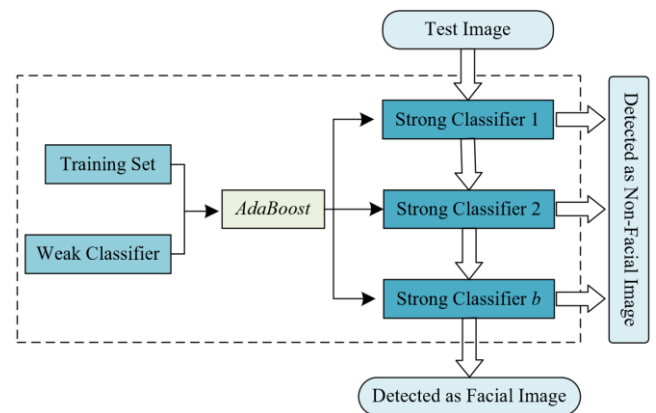 Test Image
Strong Classifier 1
Training Set
AdaBoost
Strong Classifier 2
Weak Classifier
Strong Classifier b
Detected as Non-Facial Image
Detected as Facial Image